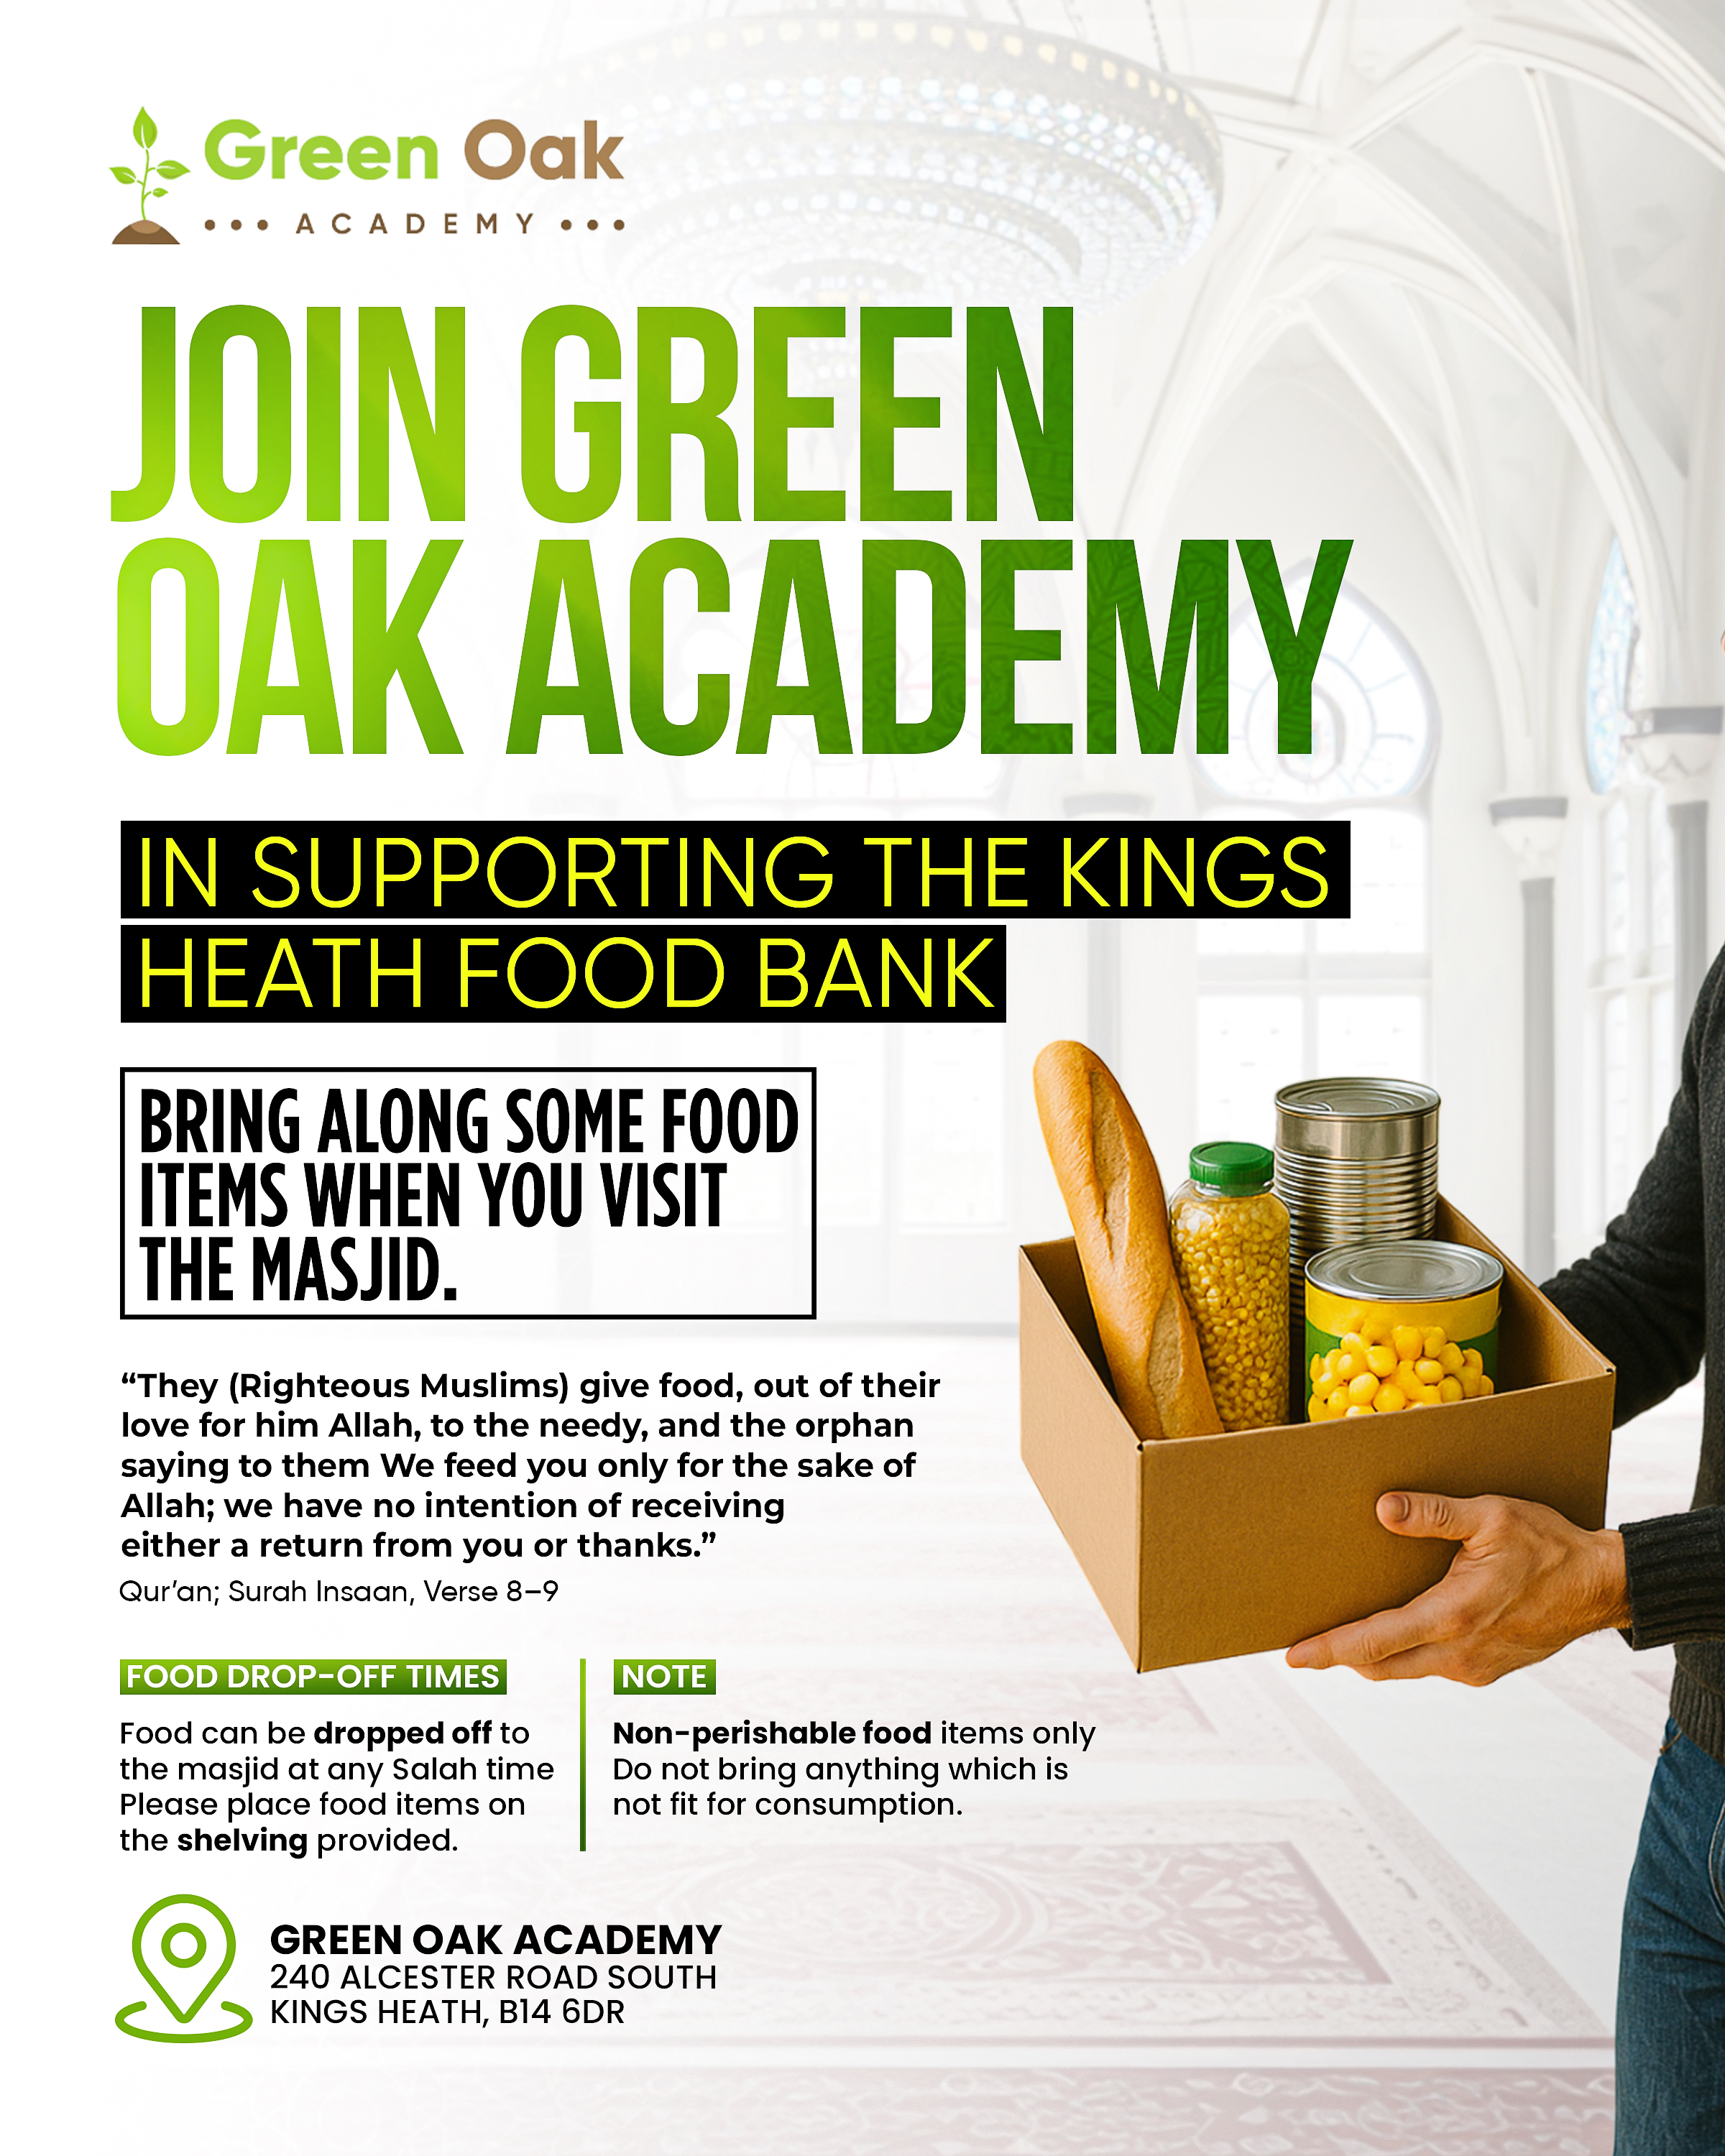 Green Oak
ACADEMY
JOIN GREEN
OAK ACADEMY
IN SUPPORTING THE KINGS
HEATH FOOD BANK
BRING ALONG SOME FOOD
ITEMS WHEN YOU VISIT
THE MASJID.
“They (Righteous Muslims) give food, out of their
love for him Allah, to the needy, and the orphan
saying to them We feed you only for the sake of
Allah; we have no intention of receiving
either a return from you or thanks.”
Qur’an; Surah Insaan, Verse 8–9
FOOD DROP-OFF TIMES
Food can be dropped off to
the masjid at any Salah time
Please place food items on
the shelving provided.
NOTE
Non-perishable food items only
Do not bring anything which is
not fit for consumption.
GREEN OAK ACADEMY
240 ALCESTER ROAD SOUTH
KINGS HEATH, B14 6DR